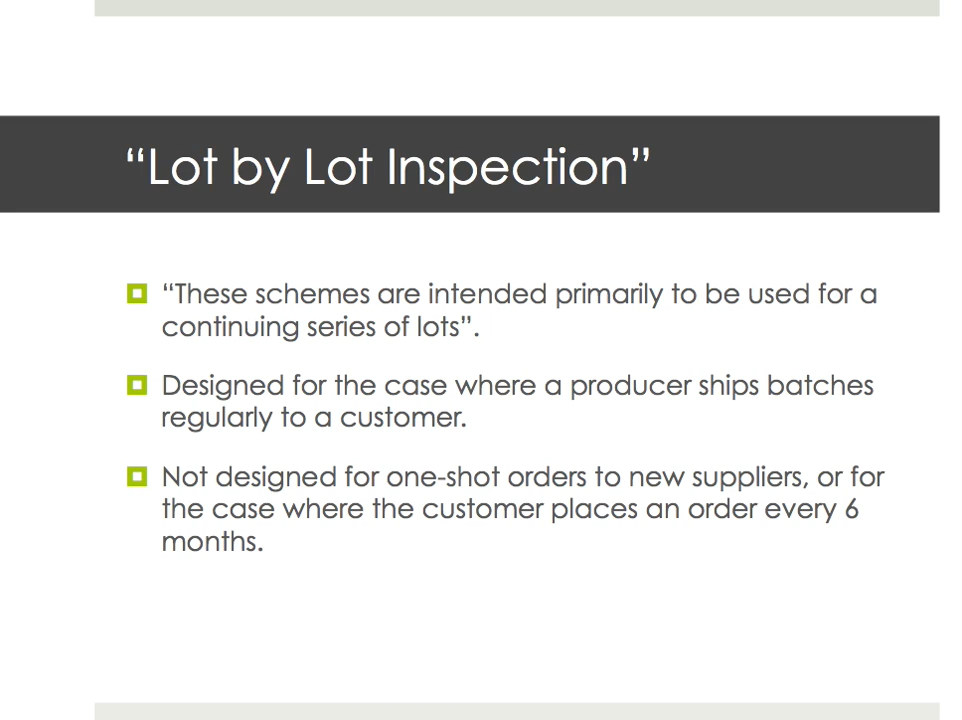 “Lot by Lot Inspection”
“These schemes are intended primarily to be used for a
continuing series of lots”.
Designed for the case where a producer ships batches
regularly to a customer.
Not designed for one-shot orders to new suppliers, or for
the case where the customer places an order every 6
months.